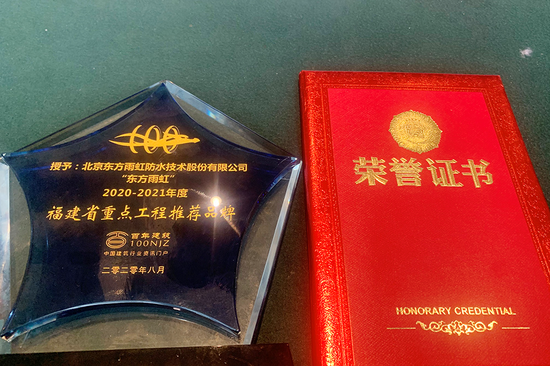 100
授予：北京东方雨虹防水技术股份有限公司
“东方雨虹”
2020-2021年度
福建省重点工程推荐品牌
百年建筑
100NJZ
中国建筑行业资讯门户
二零二零年八月
荣誉证书
HONORARY CREDENTIAL